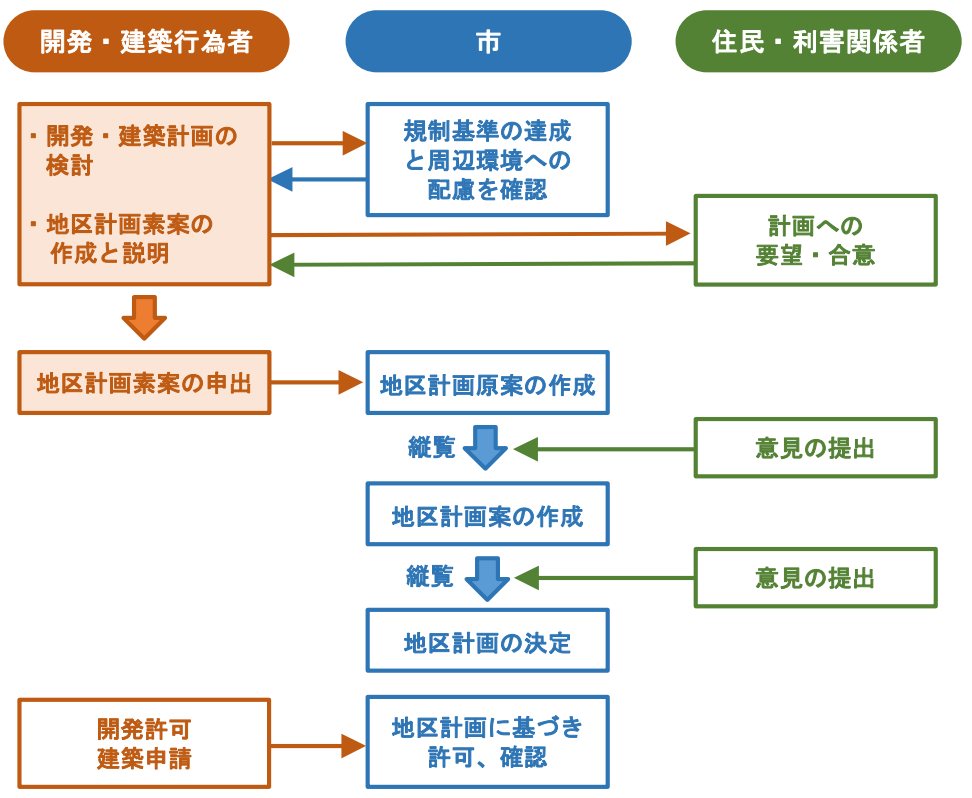 開発・建築行為者
市
住民・利害関係者
・開発・建築計画の
検討
・地区計画素案の
作成と説明
規制基準の達成
と周辺環境への
配慮を確認
計画への
要望・合意
地区計画素案の申出
地区計画原案の作成
縦覧
意見の提出
地区計画案の作成
縦覧
意見の提出
地区計画の決定
開発許可
建築申請
地区計画に基づき
許可、確認